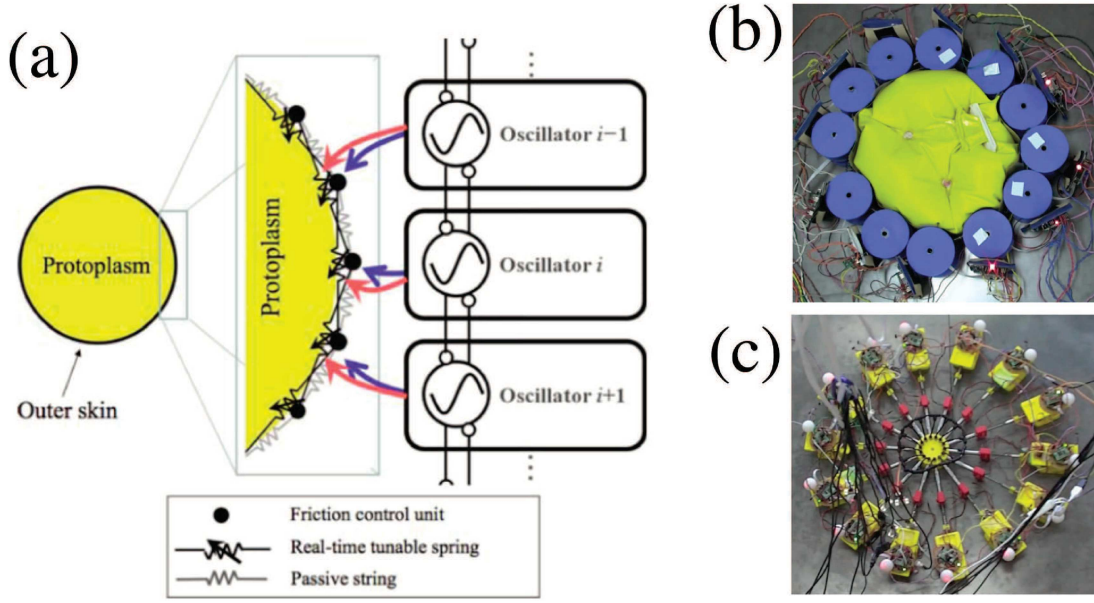 (a)
Protoplasm
Outer skin
Protoplasm
Oscillator i−1
Oscillator i
Oscillator i+1
Friction control unit
Real-time tunable spring
Passive string
(b)
(c)